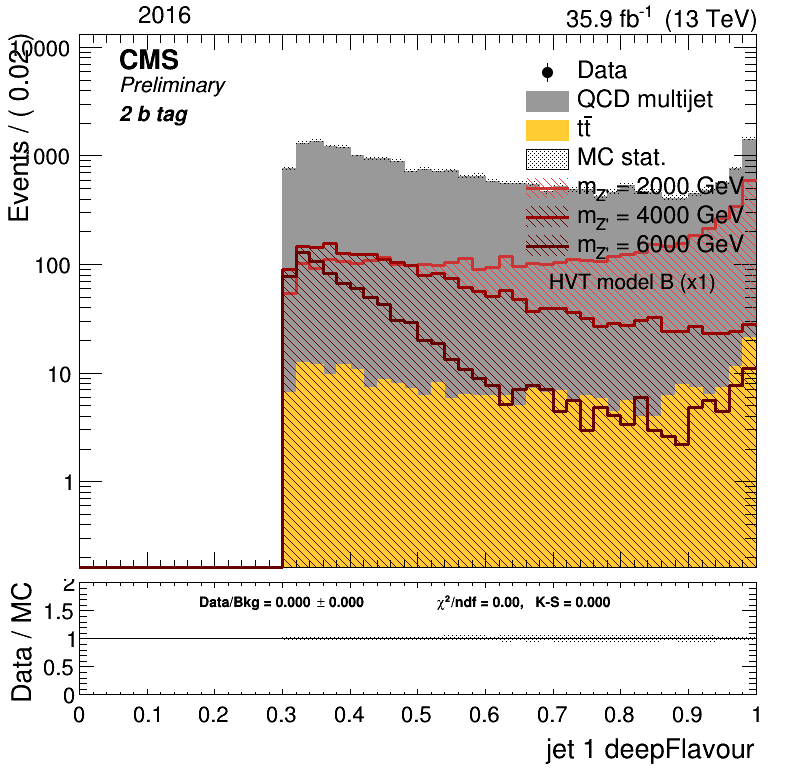 2016
35.9 fb⁻¹ (13 TeV)
Events / ( 0.02 )
10000
1000
100
10
1
CMS
Preliminary
2 b tag
Data
QCD multijet
tt̄
MC stat.
m_Z' = 2000 GeV
m_Z' = 4000 GeV
m_Z' = 6000 GeV
HVT model B (x1)
Data / MC
2
1.5
1
0.5
0
Data/Bkg = 0.000 ± 0.000
χ²/ndf = 0.00, K-S = 0.000
0 0.1 0.2 0.3 0.4 0.5 0.6 0.7 0.8 0.9 1
jet 1 deepFlavour